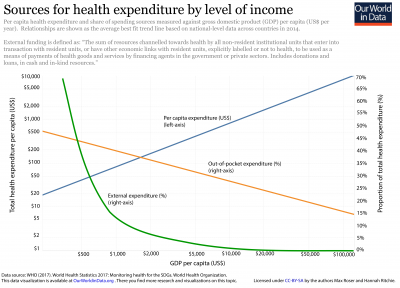 Sources for health expenditure by level of income
Our World
in Data
Per capita health expenditure and share of spending sources measured against gross domestic product (GDP) per capita (US$ per
year). Relationships are shown as the average best fit trend line based on national-level data across countries in 2014.
External funding is defined as: "The sum of resources channelled towards health by all non-resident institutional units that enter into
transaction with resident units, or have other economic links with resident units, explicitly labelled or not to health, to be used as a
means of payments of health goods and services by financing agents in the government or private sectors. Includes donations and
loans, in cash and in-kind resources."
Total health expenditure per capita (US$)
$10,000
$5,000
$2,000
$1,000
$500
$200
$100
$50
$20
$10
$5
$2
$1
Per capita expenditure (US$)
(left-axis)
Out-of-pocket expenditure (%)
(right-axis)
External expenditure (%)
(right-axis)
70%
65%
60%
55%
50%
45%
40%
35%
30%
25%
20%
15%
10%
5%
0%
Proportion of total health expenditure (%)
$500 $1,000 $2,000 $5,000 $10,000 $20,000 $100,000
GDP per capita (US$)
Data source: WHO (2017): World Health Statistics 2017: Monitoring health for the SDGs. World Health Organization.
This data visualization is available at OurWorldinData.org. There you find more research and visualizations on this topic.
Licensed under CC-BY-SA by the authors Max Roser and Hannah Ritchie.